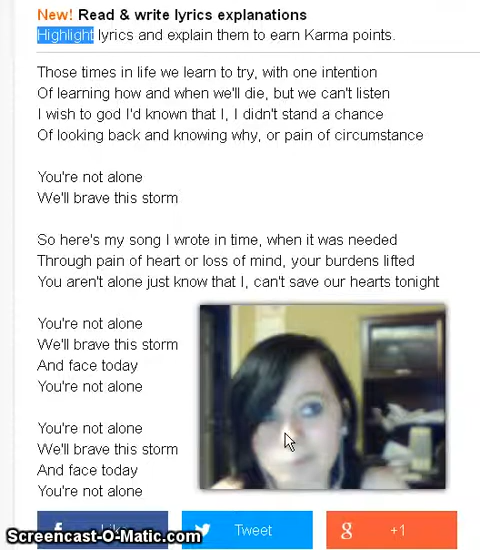 New! Read & write lyrics explanations
Highlight lyrics and explain them to earn Karma points.
Those times in life we learn to try, with one intention
Of learning how and when we'll die, but we can't listen
I wish to god I'd known that I, I didn't stand a chance
Of looking back and knowing why, or pain of circumstance
You're not alone
We'll brave this storm
So here's my song I wrote in time, when it was needed
Through pain of heart or loss of mind, your burdens lifted
You aren't alone just know that I, can't save our hearts tonight
You're not alone
We'll brave this storm
And face today
You're not alone
You're not alone
We'll brave this storm
And face today
You're not alone
f Like
Tweet
g +1
Screencast-O-Matic.com